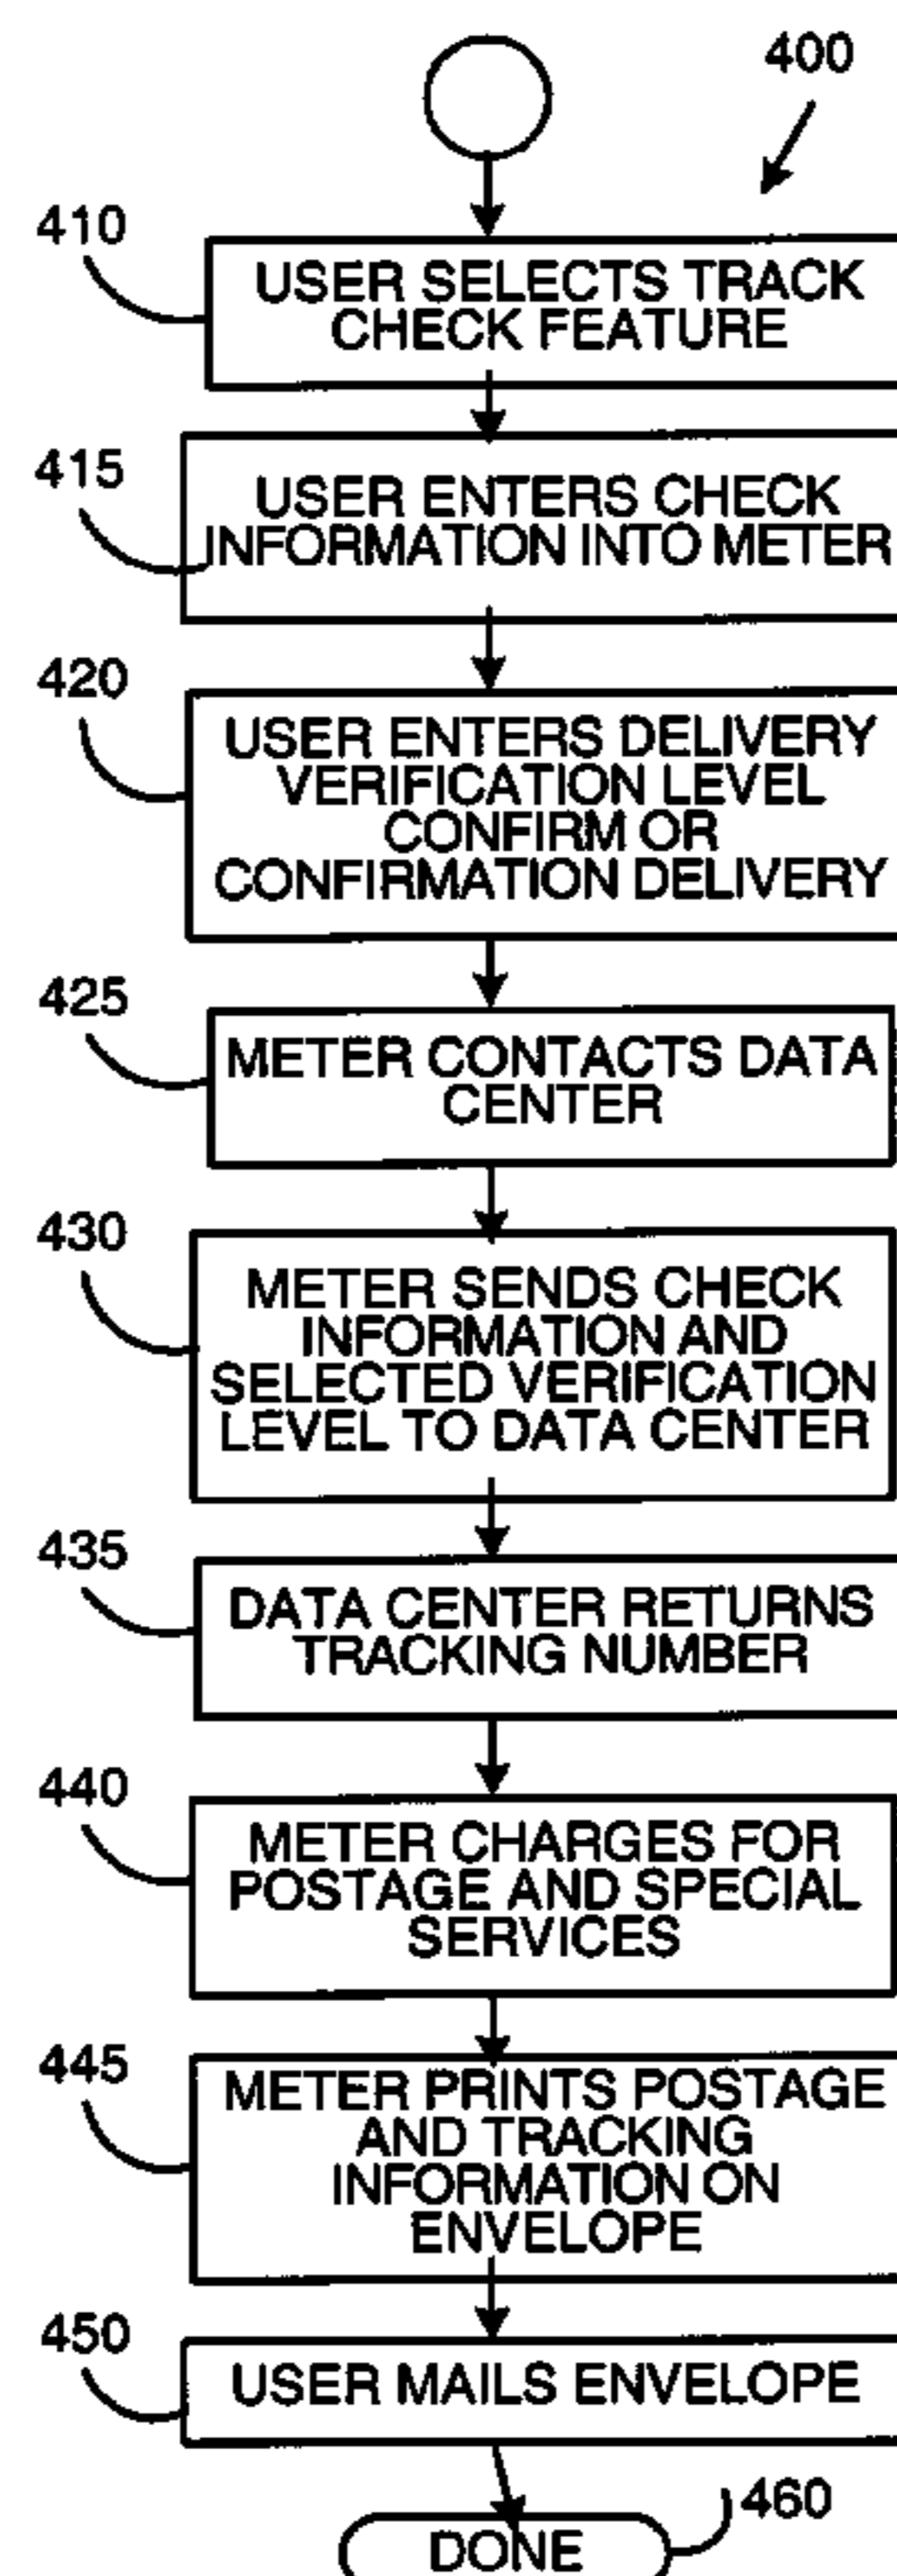 400
410
USER SELECTS TRACK
CHECK FEATURE
415
USER ENTERS CHECK
INFORMATION INTO METER
420
USER ENTERS DELIVERY
VERIFICATION LEVEL
CONFIRM OR
CONFIRMATION DELIVERY
425
METER CONTACTS DATA
CENTER
430
METER SENDS CHECK
INFORMATION AND
SELECTED VERIFICATION
LEVEL TO DATA CENTER
435
DATA CENTER RETURNS
TRACKING NUMBER
440
METER CHARGES FOR
POSTAGE AND SPECIAL
SERVICES
445
METER PRINTS POSTAGE
AND TRACKING
INFORMATION ON
ENVELOPE
450
USER MAILS ENVELOPE
460
DONE